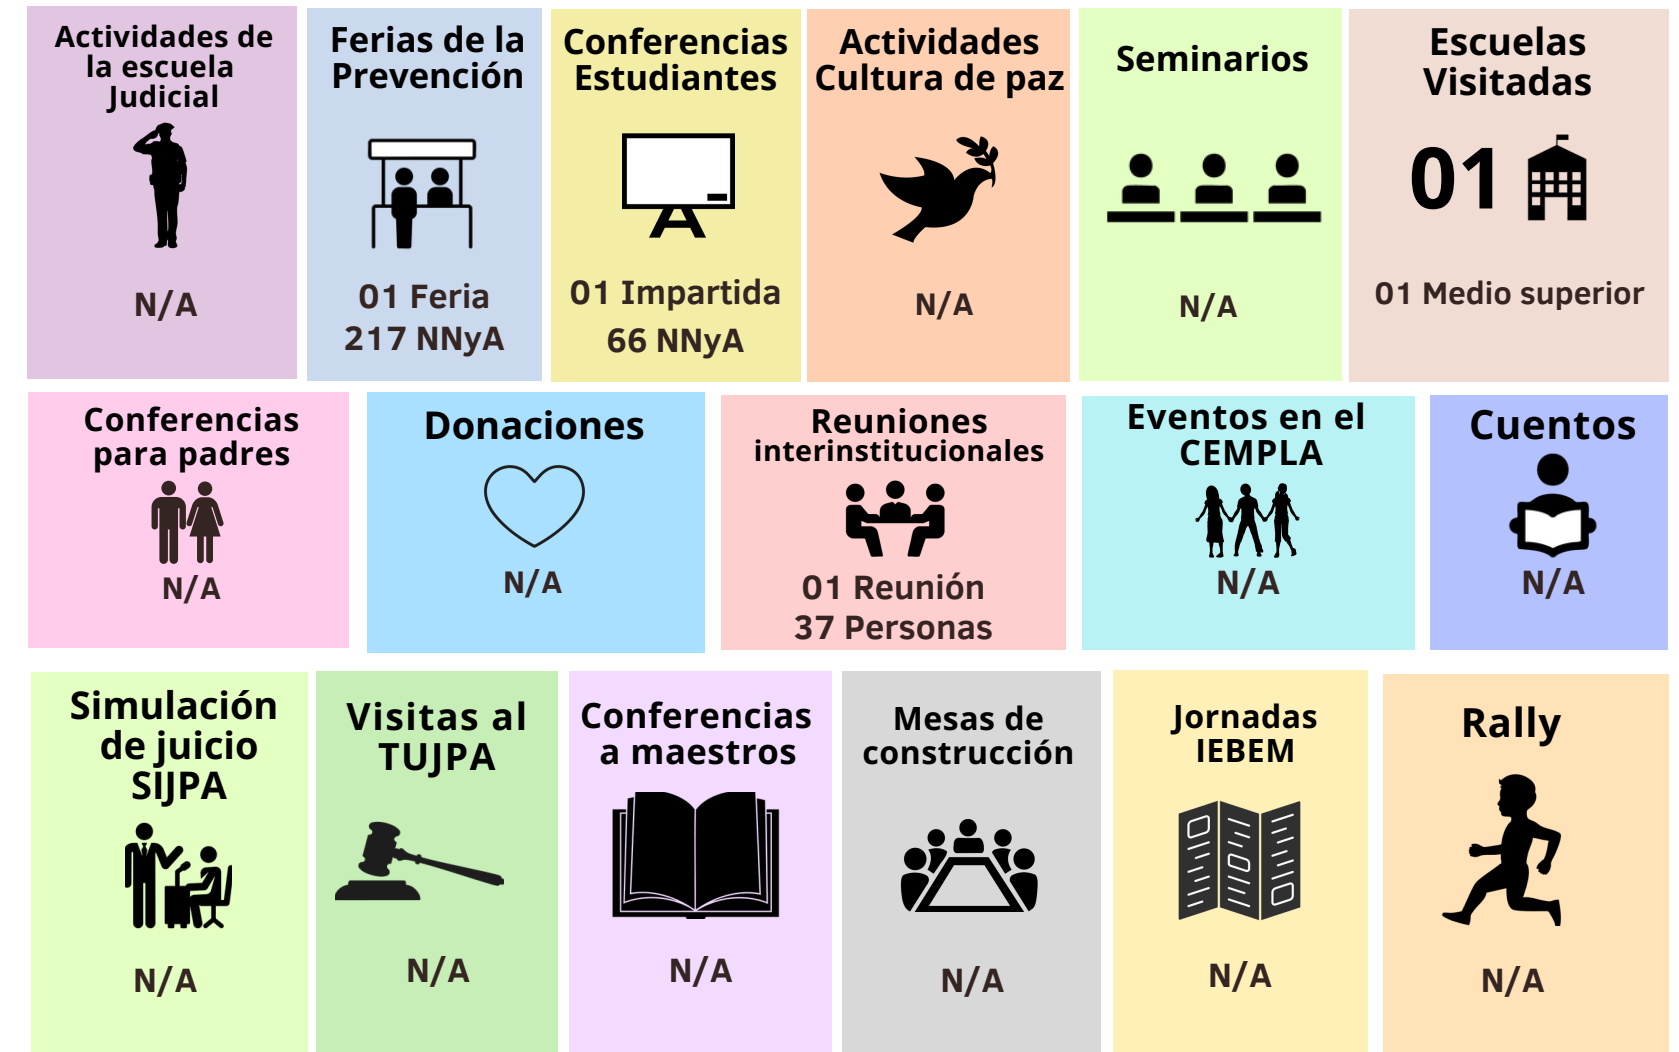 Actividades de
la escuela
Judicial
N/A
Ferias de la
Prevención
01 Feria
217 NNyA
Conferencias
Estudiantes
01 Impartida
66 NNyA
Actividades
Cultura de paz
N/A
Seminarios
N/A
Escuelas
Visitadas
01
01 Medio superior
Conferencias
para padres
N/A
Donaciones
N/A
Reuniones
interinstitucionales
01 Reunión
37 Personas
Eventos en el
CEMPLA
N/A
Cuentos
N/A
Simulación
de juicio
SIJPA
N/A
Visitas al
TUJPA
N/A
Conferencias
a maestros
N/A
Mesas de
construcción
N/A
Jornadas
IEBEM
N/A
Rally
N/A